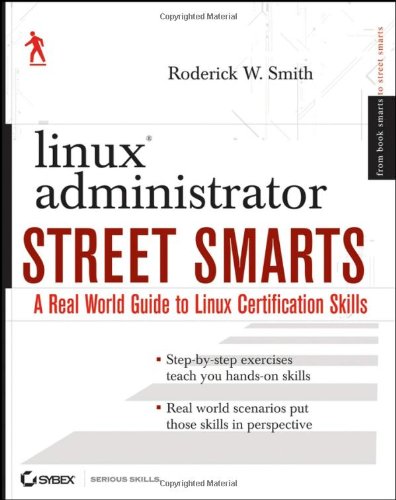 Copyrighted Material
Roderick W. Smith
from book smarts to street smarts
linux®
administrator
STREET SMARTS
A Real World Guide to Linux Certification Skills
▪ Step-by-step exercises
teach you hands-on skills
▪ Real world scenarios put
those skills in perspective
SYBEX
SERIOUS SKILLS.
Copyrighted Material